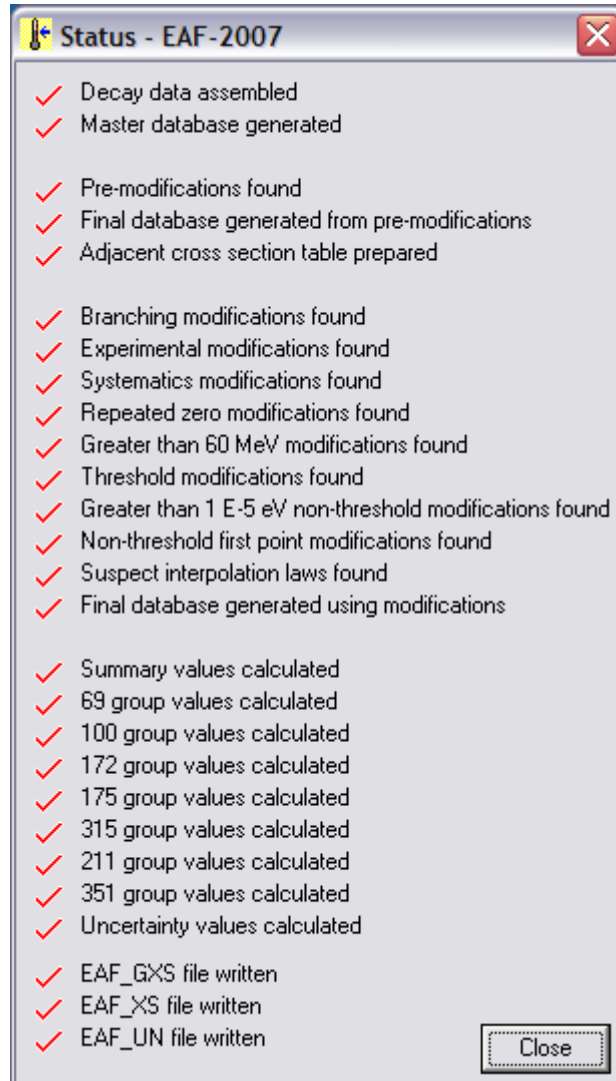 Status - EAF-2007
Decay data assembled
Master database generated
Pre-modifications found
Final database generated from pre-modifications
Adjacent cross section table prepared
Branching modifications found
Experimental modifications found
Systematics modifications found
Repeated zero modifications found
Greater than 60 MeV modifications found
Threshold modifications found
Greater than 1 E-5 eV non-threshold modifications found
Non-threshold first point modifications found
Suspect interpolation laws found
Final database generated using modifications
Summary values calculated
69 group values calculated
100 group values calculated
172 group values calculated
175 group values calculated
315 group values calculated
211 group values calculated
351 group values calculated
Uncertainty values calculated
EAF_GXS file written
EAF_XS file written
EAF_UN file written
Close